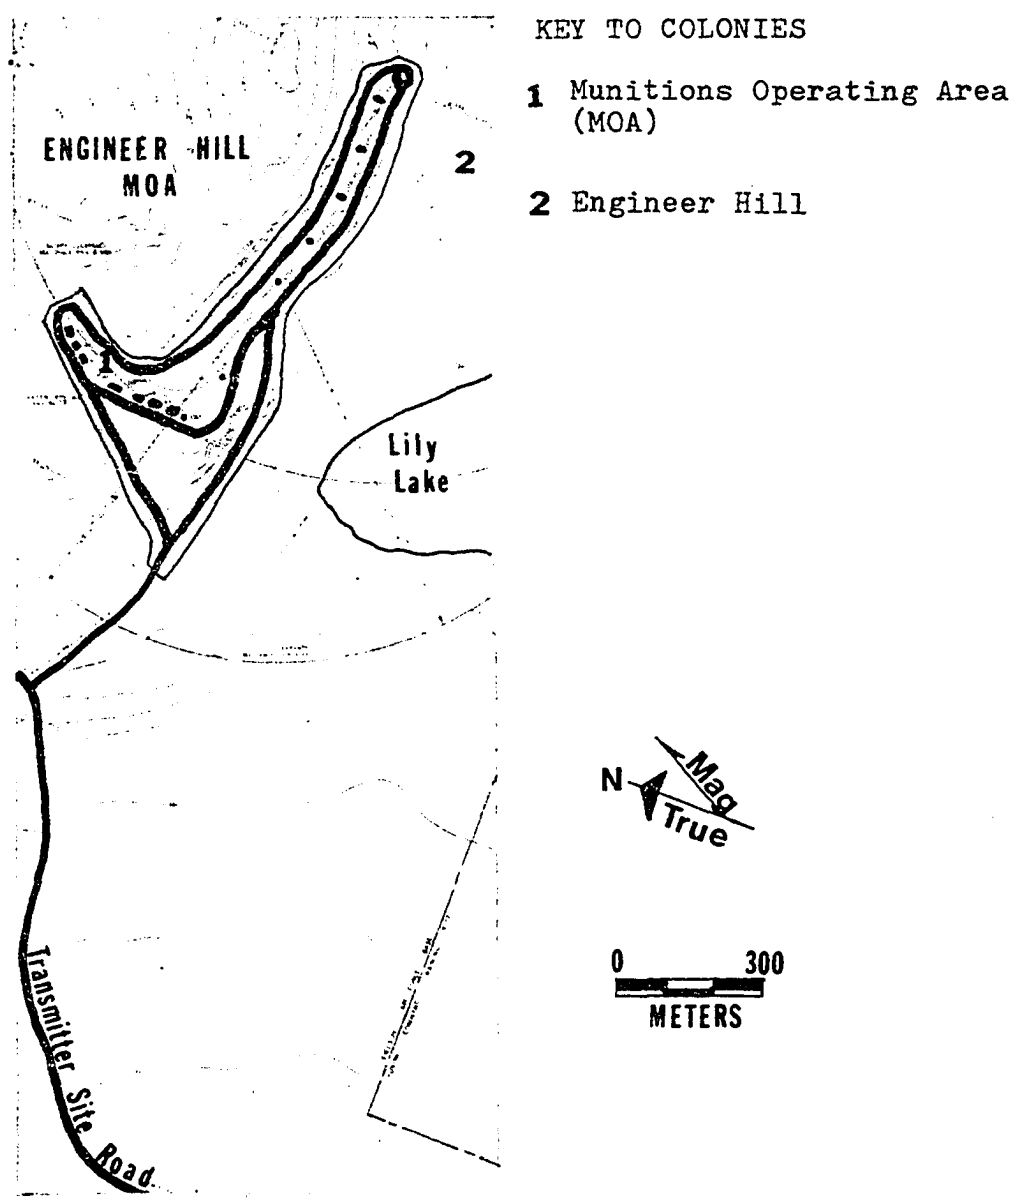 KEY TO COLONIES
1 Munitions Operating Area
(MOA)
2 Engineer Hill
ENGINEER HILL
MOA
2
1
Lily
Lake
N
Mag
True
0 300
METERS
Transmitter Site Road